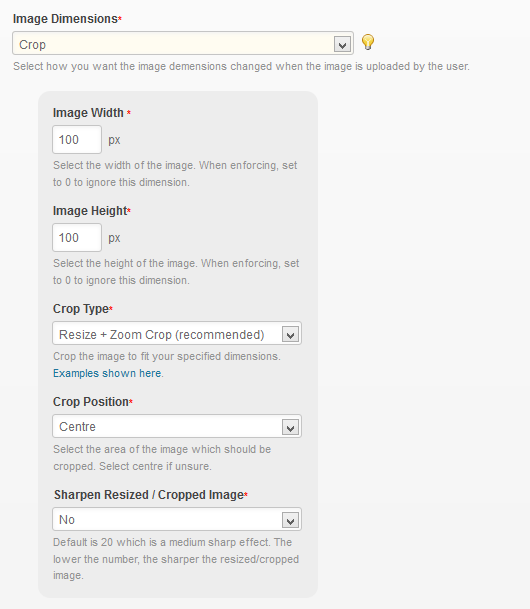 Image Dimensions*
Crop
Select how you want the image demensions changed when the image is uploaded by the user.
Image Width *
100 px
Select the width of the image. When enforcing, set
to 0 to ignore this dimension.
Image Height*
100 px
Select the height of the image. When enforcing, set
to 0 to ignore this dimension.
Crop Type*
Resize + Zoom Crop (recommended)
Crop the image to fit your specified dimensions.
Examples shown here.
Crop Position*
Centre
Select the area of the image which should be
cropped. Select centre if unsure.
Sharpen Resized / Cropped Image*
No
Default is 20 which is a medium sharp effect. The
lower the number, the sharper the resized/cropped
image.